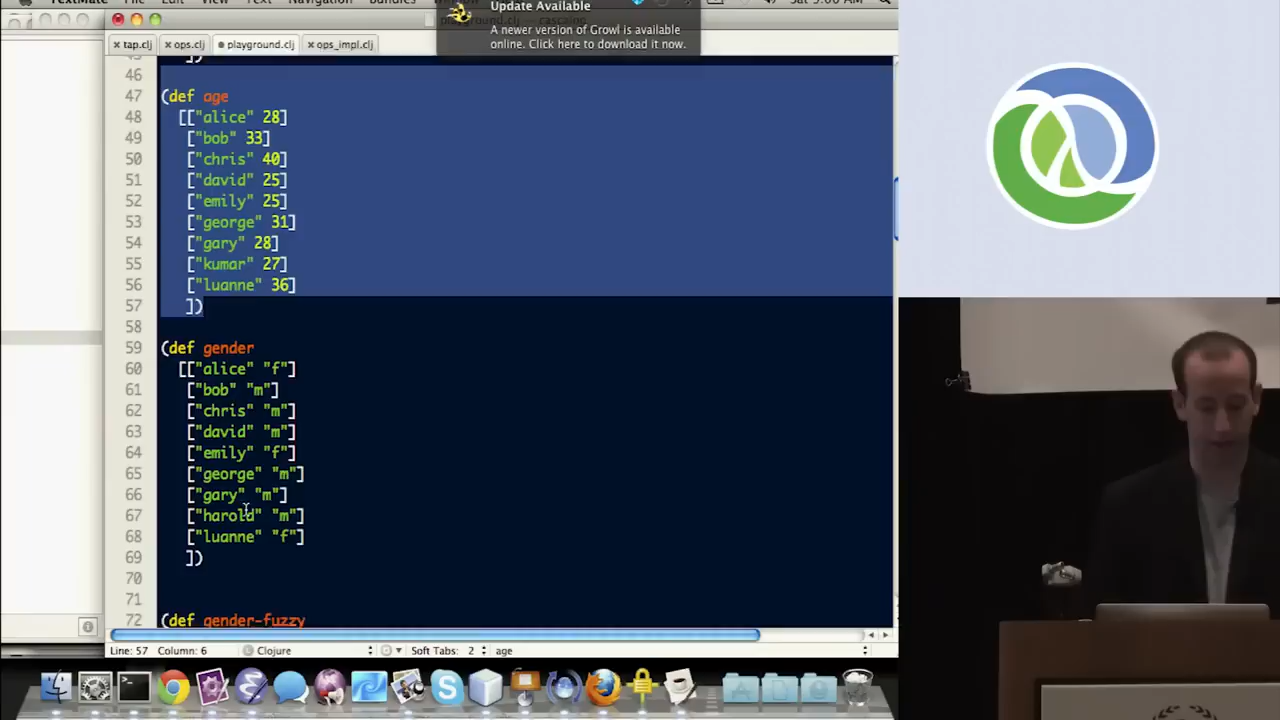 Update Available
A newer version of Growl is available
online. Click here to download it now.
tap.clj
ops.clj
playground.clj
ops_impl.clj
46
47 (def age
48 [["alice" 28]
49 ["bob" 33]
50 ["chris" 40]
51 ["david" 25]
52 ["emily" 25]
53 ["george" 31]
54 ["gary" 28]
55 ["kumar" 27]
56 ["luanne" 36]
57 ])
58
59 (def gender
60 [["alice" "f"]
61 ["bob" "m"]
62 ["chris" "m"]
63 ["david" "m"]
64 ["emily" "f"]
65 ["george" "m"]
66 ["gary" "m"]
67 ["harold" "m"]
68 ["luanne" "f"]
69 ])
70
71
72 (def gender-fuzzy
Line: 57 Column: 6 Clojure Soft Tabs: 2 age